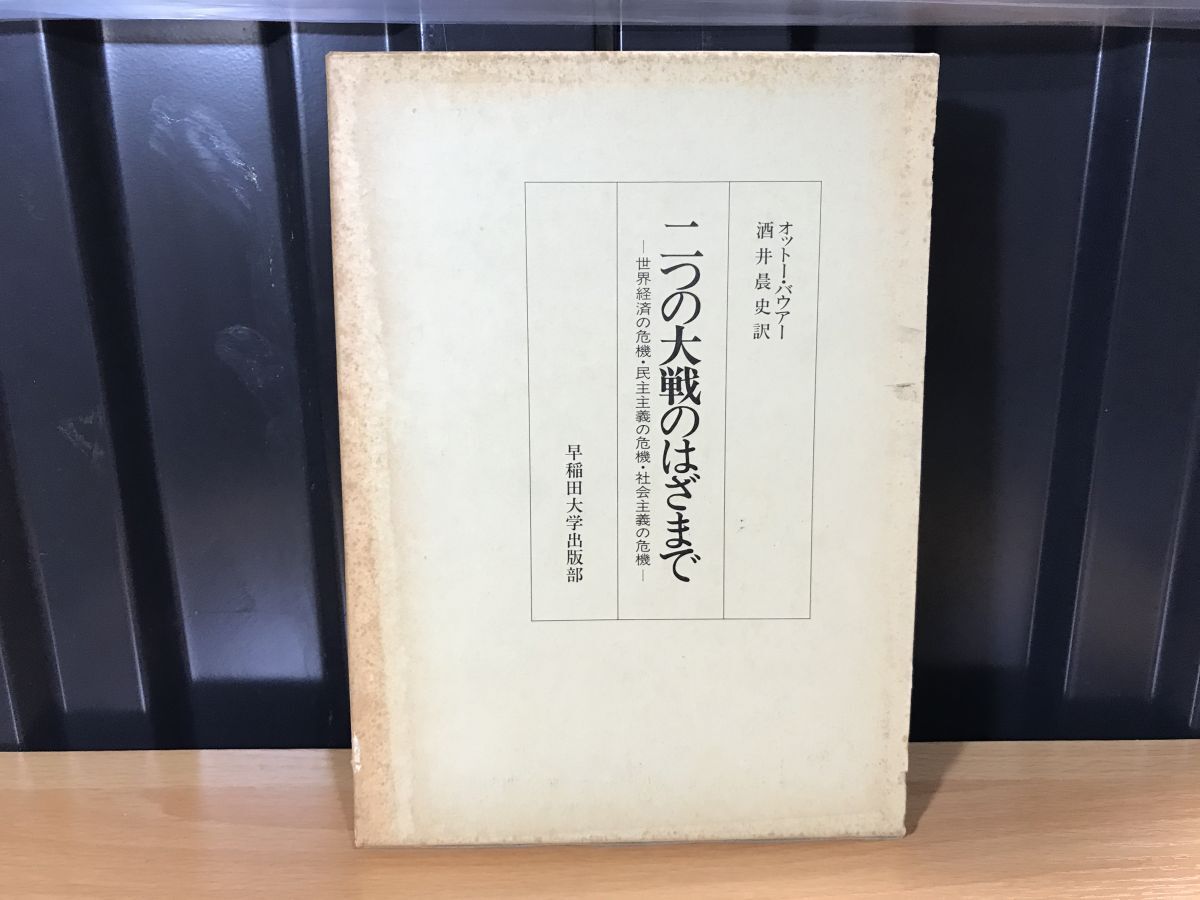 オットー・バウアー
酒井晨史訳
二つの大戦のはざまで
―世界経済の危機・民主主義の危機・社会主義の危機―
早稲田大学出版部